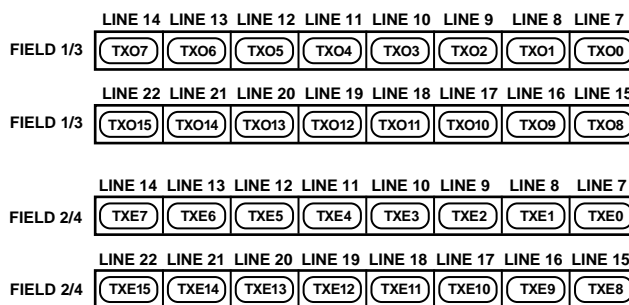 LINE 14 LINE 13 LINE 12 LINE 11 LINE 10 LINE 9 LINE 8 LINE 7
FIELD 1/3 TXO7 TXO6 TXO5 TXO4 TXO3 TXO2 TXO1 TXO0
LINE 22 LINE 21 LINE 20 LINE 19 LINE 18 LINE 17 LINE 16 LINE 15
FIELD 1/3 TXO15 TXO14 TXO13 TXO12 TXO11 TXO10 TXO9 TXO8
LINE 14 LINE 13 LINE 12 LINE 11 LINE 10 LINE 9 LINE 8 LINE 7
FIELD 2/4 TXE7 TXE6 TXE5 TXE4 TXE3 TXE2 TXE1 TXE0
LINE 22 LINE 21 LINE 20 LINE 19 LINE 18 LINE 17 LINE 16 LINE 15
FIELD 2/4 TXE15 TXE14 TXE13 TXE12 TXE11 TXE10 TXE9 TXE8